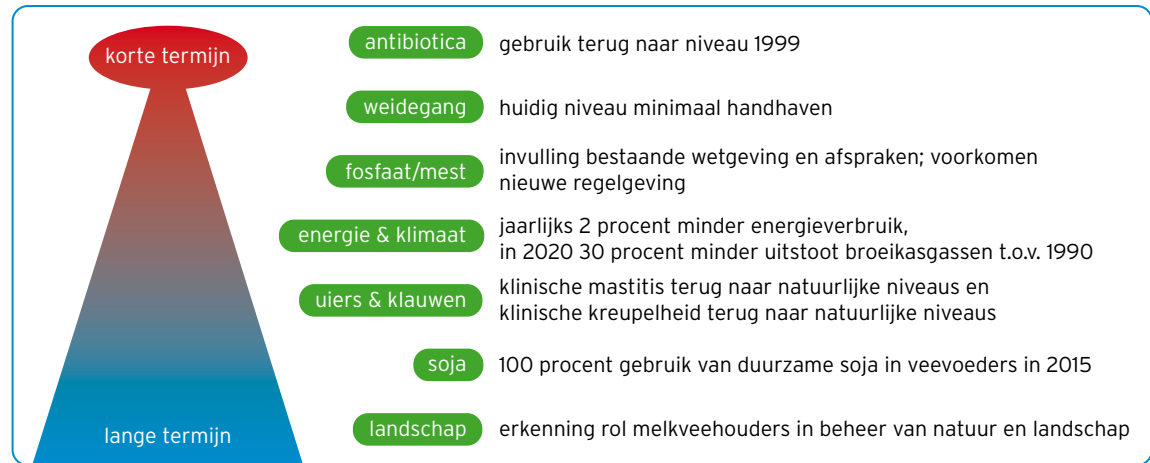 korte termijn
antibotica
gebruik terug naar niveau 1999
weidegang
huidig niveau minimaal handhaven
fosfaat/mest
invulling bestaande wetgeving en afspraken; voorkomen
nieuwe regelgeving
energie & klimaat
jaarlijks 2 procent minder energieverbruik,
in 2020 30 procent minder uitstoot broeikasgassen t.o.v. 1990
uiers & klauwen
klinische mastitis terug naar natuurlijke niveaus en
klinische kreupelheid terug naar natuurlijke niveaus
soja
100 procent gebruik van duurzame soja in veevoeders in 2015
lange termijn
landschap
erkenning rol melkveehouders in beheer van natuur en landschap